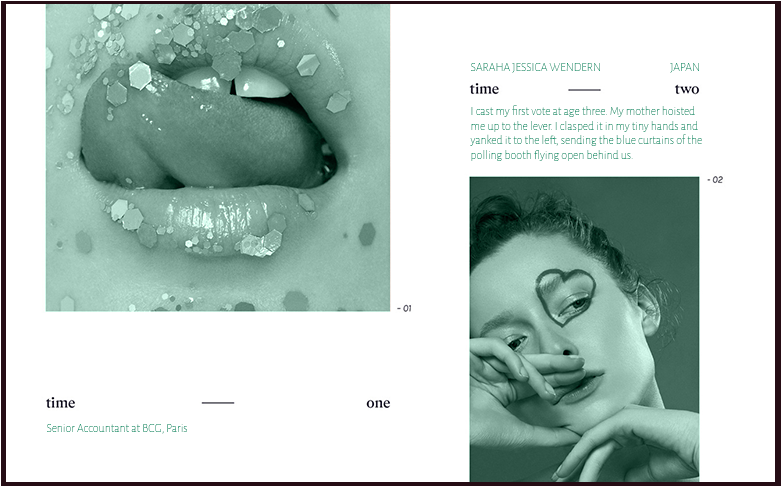 - 01
time one
Senior Accountant at BCG, Paris
SARAHA JESSICA WENDERN JAPAN
time two
I cast my first vote at age three. My mother hoisted
me up to the lever. I clasped it in my tiny hands and
yanked it to the left, sending the blue curtains of the
polling booth flying open behind us.
- 02